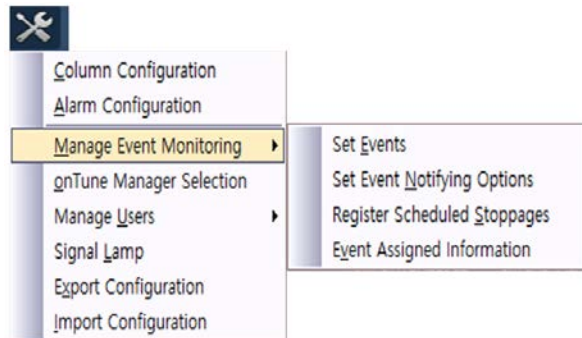 Column Configuration
Alarm Configuration
Manage Event Monitoring
Set Events
Set Event Notifying Options
Register Scheduled Stoppages
Event Assigned Information
onTune Manager Selection
Manage Users
Signal Lamp
Export Configuration
Import Configuration